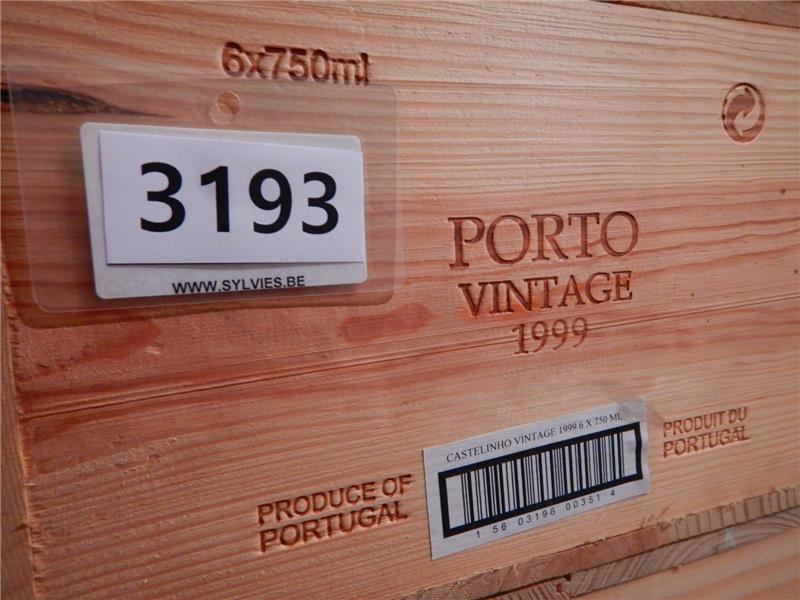 6x750ml
3193
WWW.SYLVIES.BE
PORTO
VINTAGE
1999
CASTELINHO VINTAGE 1999 6 X 750 ML
1 56 03196 00351 4
PRODUCE OF
PORTUGAL
PRODUIT DU
PORTUGAL